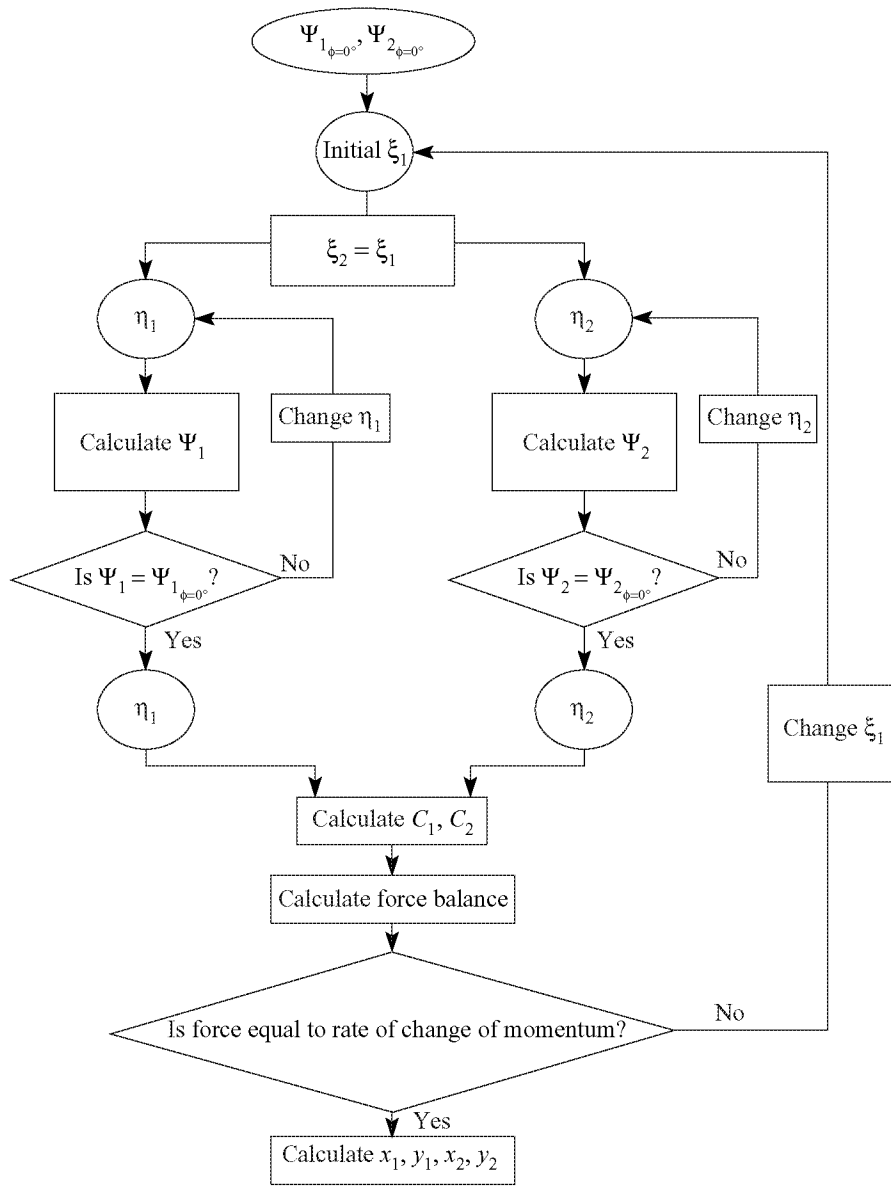 Ψ₁ϕ=0°, Ψ₂ϕ=0°
Initial ξ₁
ξ₂ = ξ₁
η₁
η₂
Change η₁
Change η₂
Calculate Ψ₁
Calculate Ψ₂
Is Ψ₁ = Ψ₁ϕ=0°?
No
Is Ψ₂ = Ψ₂ϕ=0°?
No
Yes
Yes
η₁
η₂
Change ξ₁
Calculate C₁, C₂
Calculate force balance
Is force equal to rate of change of momentum?
No
Yes
Calculate x₁, y₁, x₂, y₂